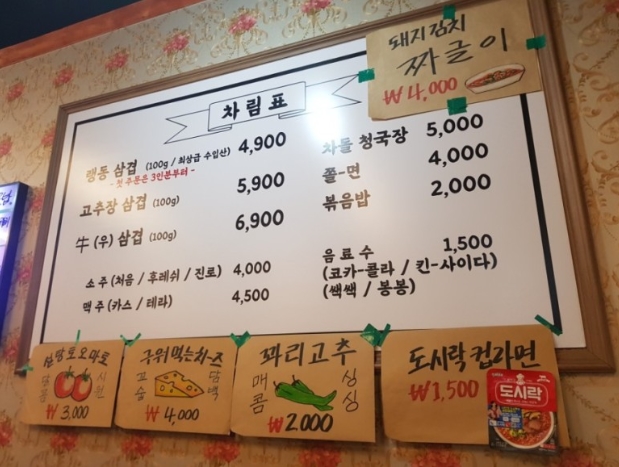 돼지김치
짜글이
₩4,000
차림표
랭동 삼겹 (100g / 최상급 수입산) 4,900
- 첫 주문은 3인분부터 -
고추장 삼겹 (100g) 5,900
牛 (우) 삼겹 (100g) 6,900
소 주 (처음 / 후레쉬 / 진로) 4,000
맥 주 (카스 / 테라) 4,500
차돌 청국장 5,000
쫄-면 4,000
볶음밥 2,000
음 료 수 1,500
(코카-콜라 / 킨-사이다)
(쌕쌕 / 봉봉)
₩3,000
구워먹는치-즈
꼬숩
담백
₩4,000
꽈리고추
매콤
싱싱
₩2,000
도시락컵라면
₩1,500
도시락